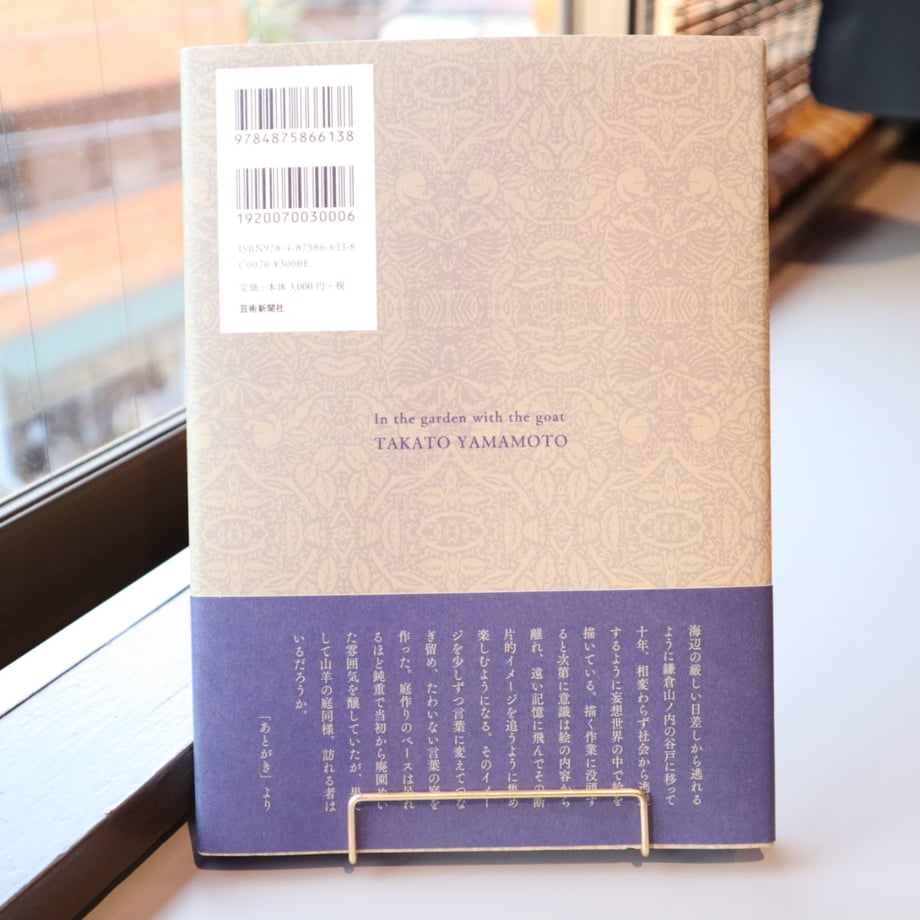 9784875866138
1920070030006
ISBN978-4-87586-613-8
C0070 ¥3000E
定価：本体 3,000 円＋税
芸術新聞社
In the garden with the goat
TAKATO YAMAMOTO
海辺の厳しい日差しから逃れる
ように鎌倉山ノ内の谷戸に移って
十年、相変わらず社会から逃
するように妄想世界の中で絵を
描いている。描く作業に没頭す
ると次第に意識は絵の内容から
離れ、遠い記憶に飛んでその断
片的イメージを追うように集め
楽しむようになる。そのイメー
ジを少しずつ言葉に変えてつな
ぎ留め、たわいない言葉の庭を
作った。庭作りのペースは呆れ
るほど鈍重で当初から廃園めい
た雰囲気を醸していたが、果
して山羊の庭同様、訪れる者は
いるだろうか。
「あとがき」より